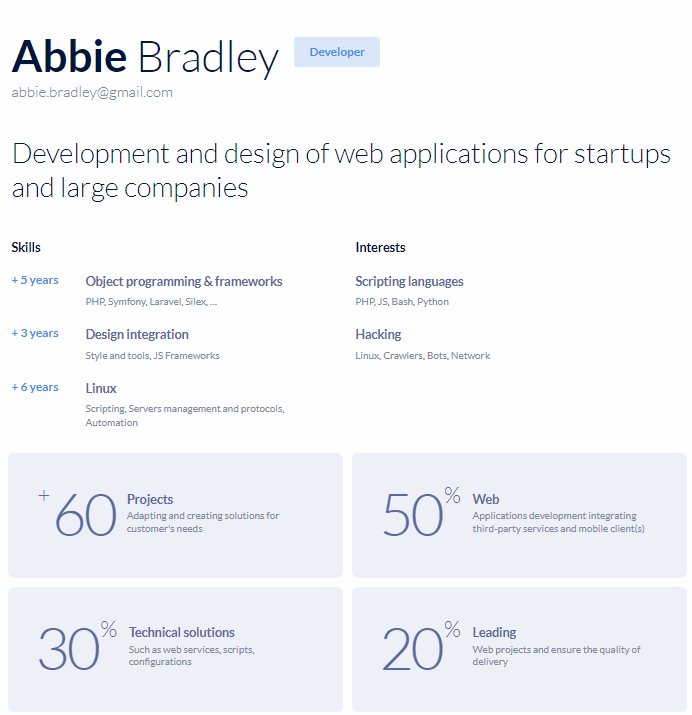 Abbie Bradley Developer
abbie.bradley@gmail.com
Development and design of web applications for startups
and large companies
Skills
+ 5 years Object programming & frameworks
PHP, Symfony, Laravel, Silex, ...
+ 3 years Design integration
Style and tools, JS Frameworks
+ 6 years Linux
Scripting, Servers management and protocols,
Automation
Interests
Scripting languages
PHP, JS, Bash, Python
Hacking
Linux, Crawlers, Bots, Network
+60 Projects
Adapting and creating solutions for
customer's needs
50% Web
Applications development integrating
third-party services and mobile client(s)
30% Technical solutions
Such as web services, scripts,
configurations
20% Leading
Web projects and ensure the quality of
delivery